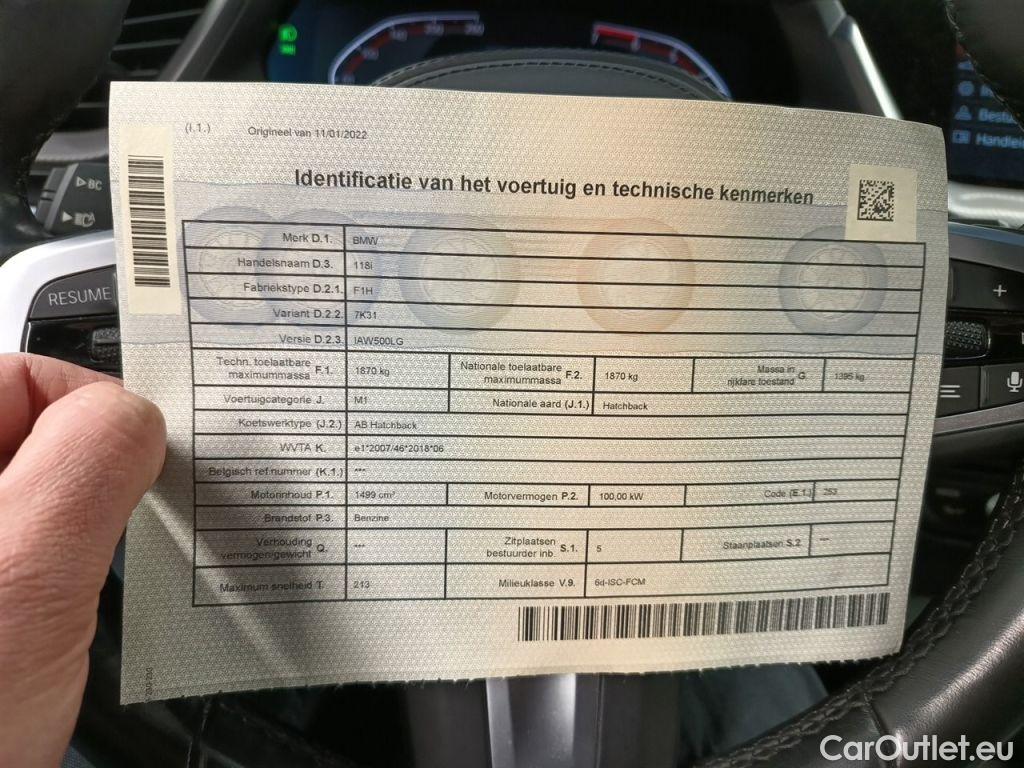 (I.1.) Origineel van 11/01/2022
Identificatie van het voertuig en technische kenmerken
Merk D.1. BMW
Handelsnaam D.3. 118i
Fabriekstype D.2.1. F1H
Variant D.2.2. 7K31
Versie D.2.3. IAW500LG
Techn. toelaatbare maximummassa F.1. 1870 kg Nationale toelaatbare maximummassa F.2. 1870 kg Massa in rijklare toestand G 1395 kg
Voertuigcategorie J. M1 Nationale aard (J.1.) Hatchback
Koetswerktype (J.2.) AB Hatchback
WVTA K. e1*2007/46*2018*06
Belgisch ref.nummer (K.1.) ***
Motorinhoud P.1. 1499 cm³ Motorvermogen P.2. 100,00 kW Code (E.1.) 253
Brandstof P.3. Benzine
Verhouding vermogen/gewicht Q. *** Zitplaatsen bestuurder inb. S.1. 5 Staanplaatsen S.2 ***
Maximum snelheid T. 213 Milieuklasse V.9. 6d-ISC-FCM
BC
RESUME
+
Handlei
CarOutlet.eu